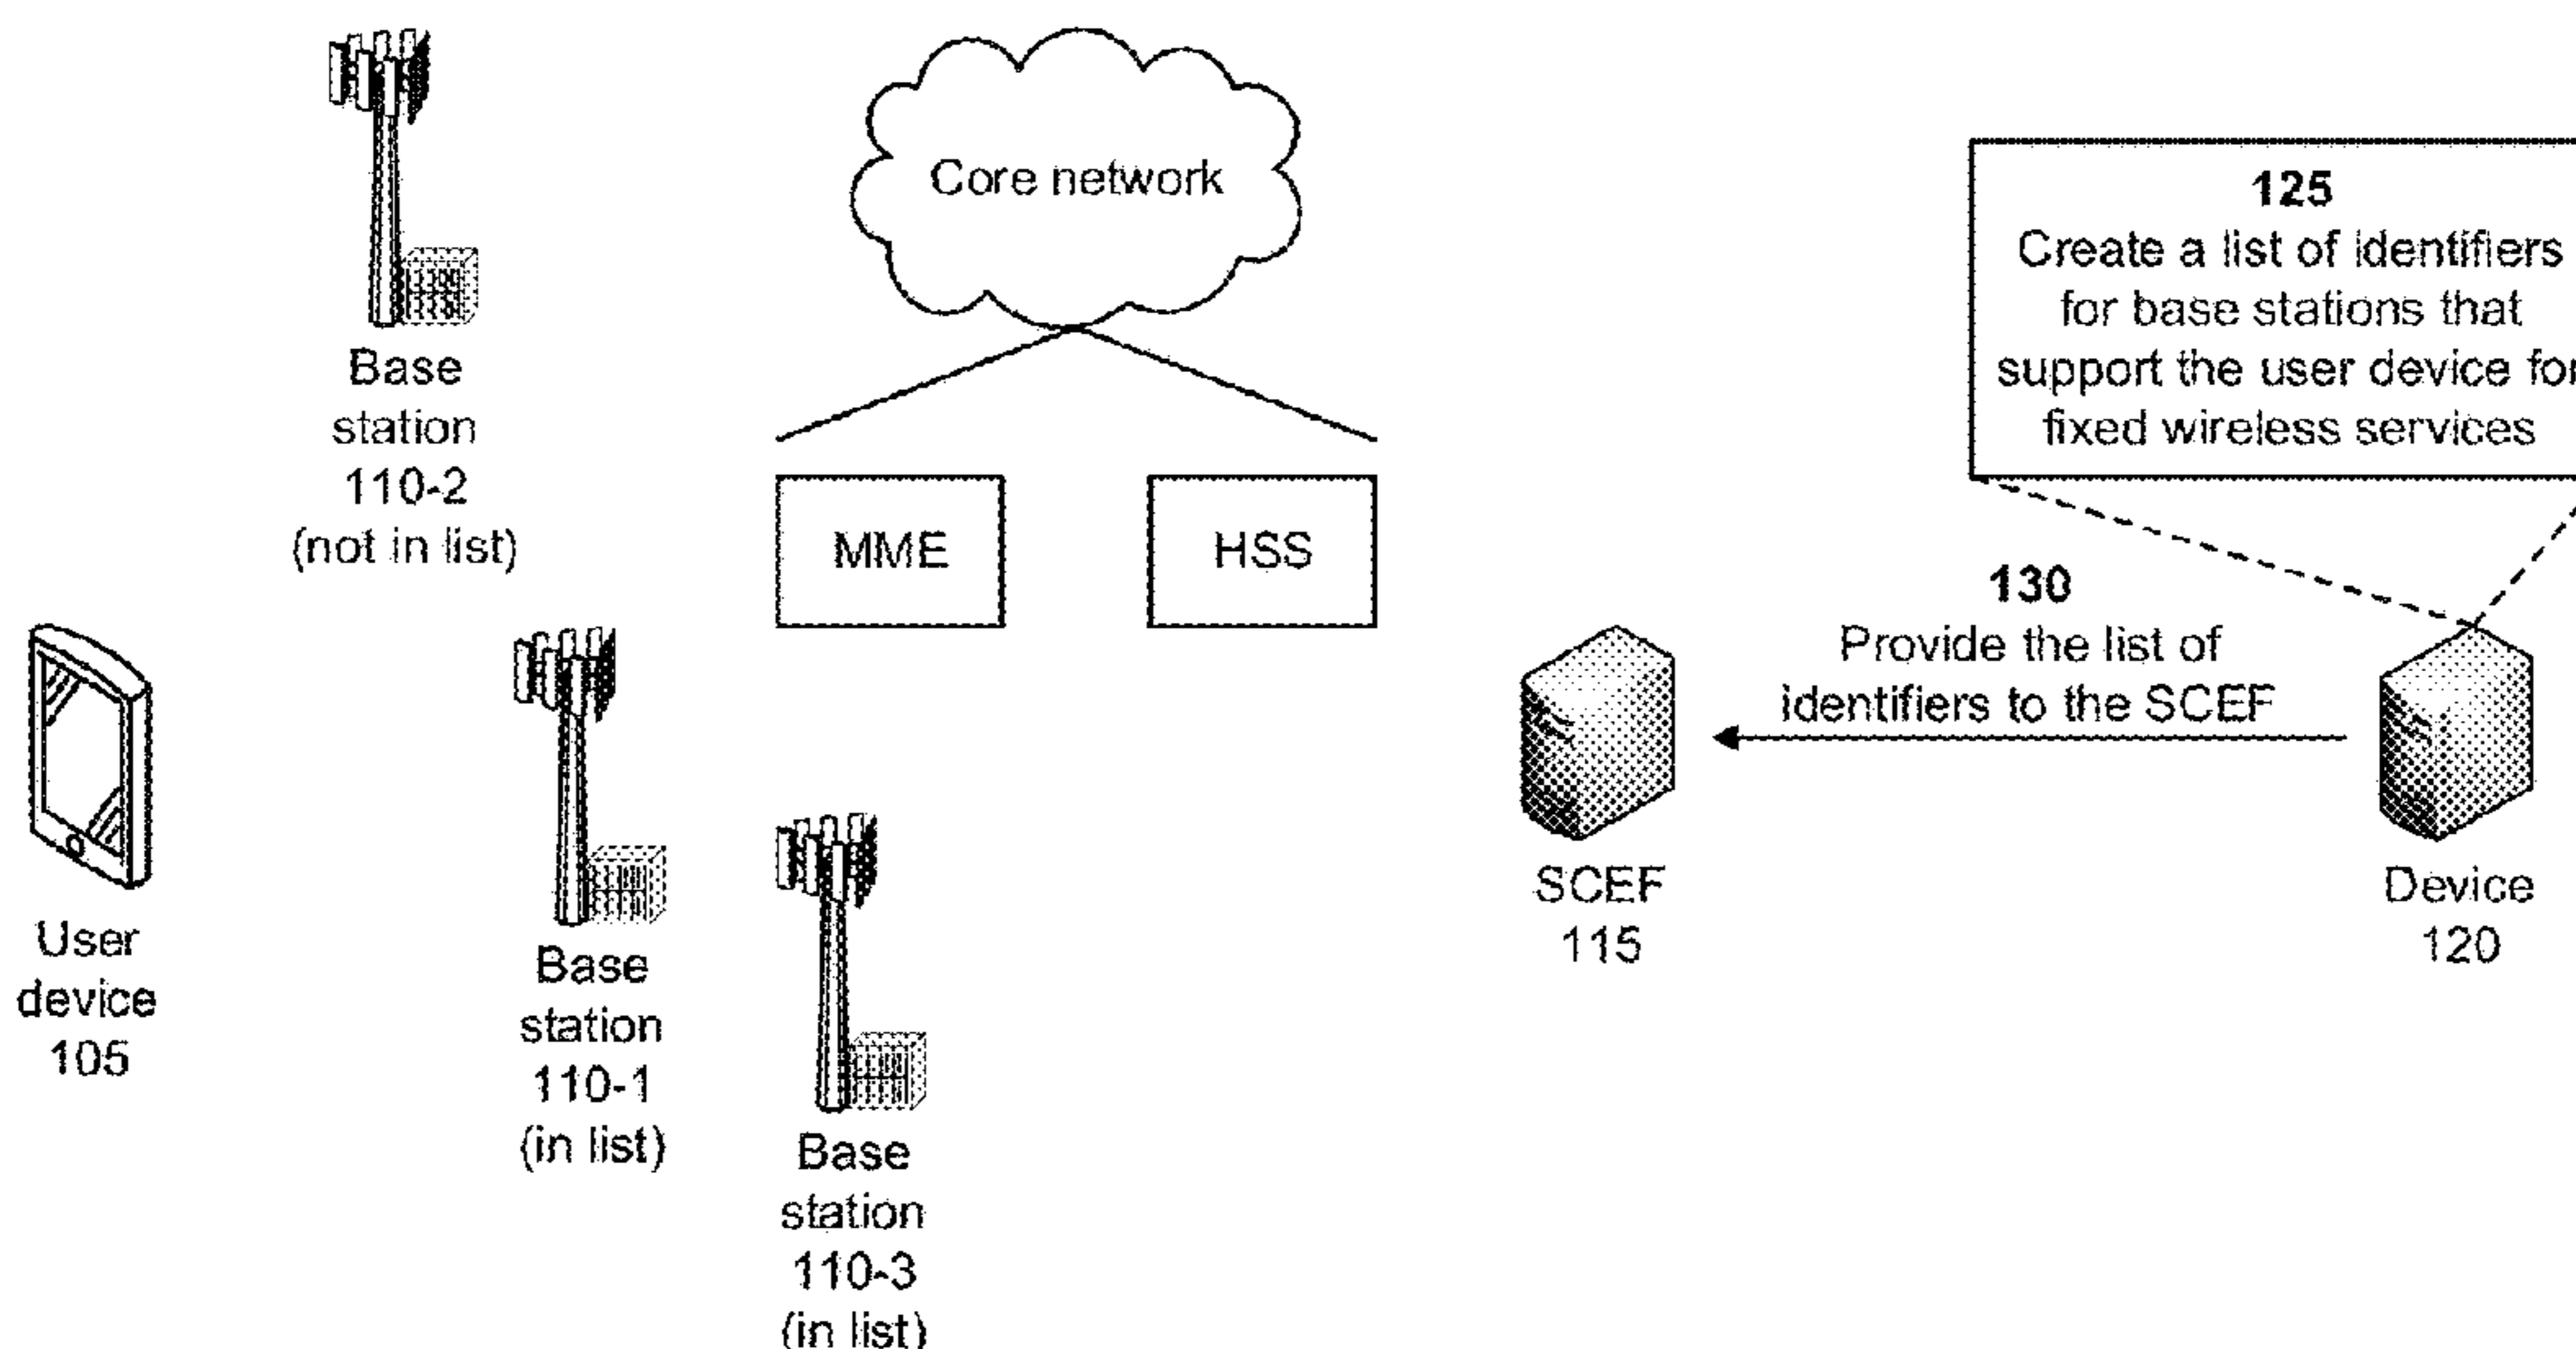 Core network
125
Create a list of identifiers
for base stations that
support the user device for
fixed wireless services
Base
station
110-2
(not in list)
MME
HSS
130
Provide the list of
identifiers to the SCEF
User
device
105
Base
station
110-1
(in list)
Base
station
110-3
(in list)
SCEF
115
Device
120